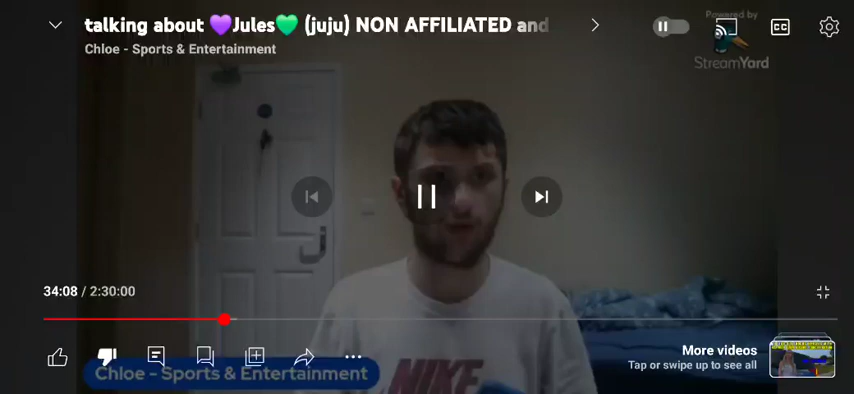 talking about 💜Jules💚 (juju) NON AFFILIATED and
Chloe - Sports & Entertainment
Powered by
StreamYard
CC
34:08 / 2:30:00
More videos
Tap or swipe up to see all
Chloe - Sports & Entertainment
NIKE